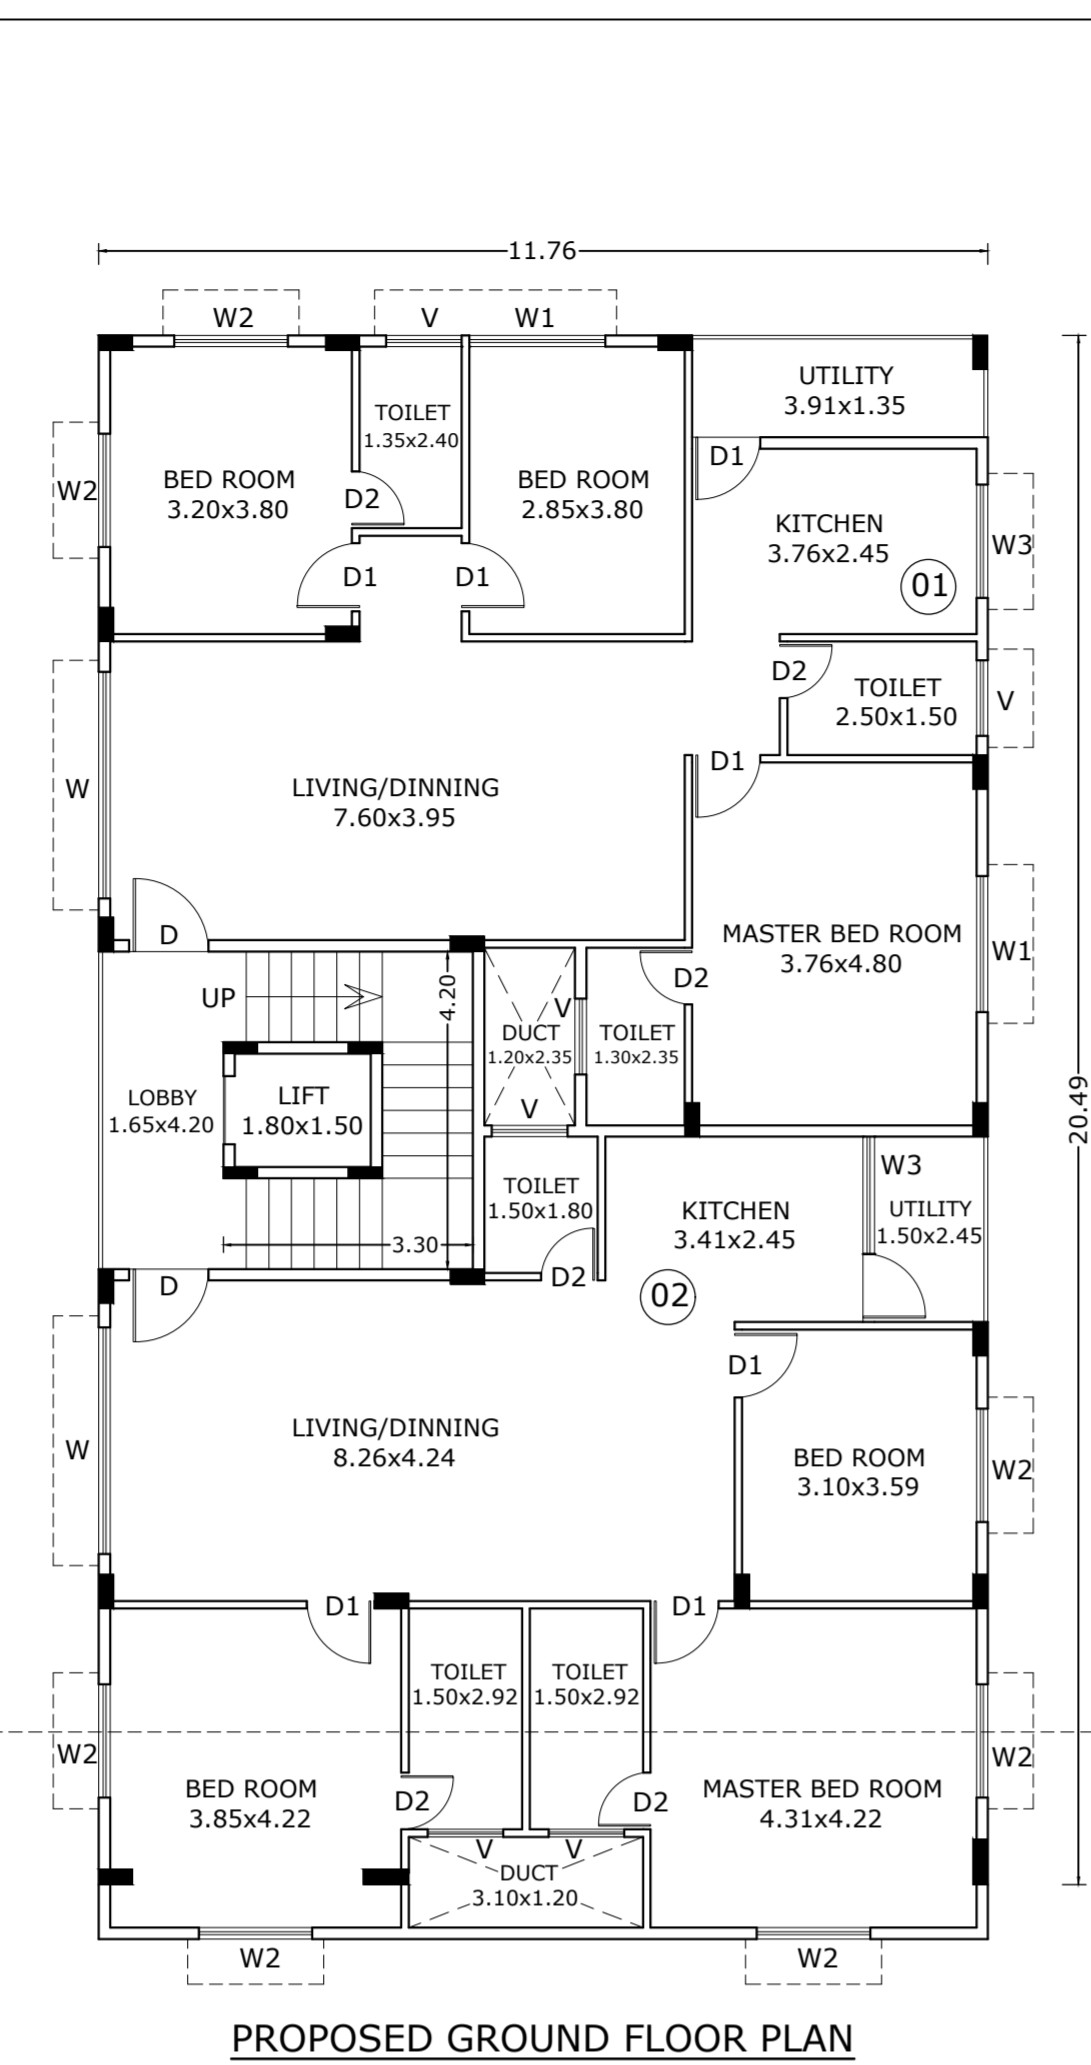 11.76
W2
V
W1
UTILITY
3.91x1.35
TOILET
1.35x2.40
D1
BED ROOM
3.20x3.80
BED ROOM
2.85x3.80
W2
D2
KITCHEN
3.76x2.45
W3
01
D1
D1
D2
TOILET
2.50x1.50
V
D1
W
LIVING/DINNING
7.60x3.95
D
MASTER BED ROOM
3.76x4.80
W1
UP
4.20
D2
V
DUCT
1.20x2.35
TOILET
1.30x2.35
LOBBY
1.65x4.20
LIFT
1.80x1.50
V
20.49
W3
TOILET
1.50x1.80
KITCHEN
3.41x2.45
UTILITY
1.50x2.45
3.30
D
D2
02
D1
W
LIVING/DINNING
8.26x4.24
BED ROOM
3.10x3.59
W2
D1
D1
TOILET
1.50x2.92
TOILET
1.50x2.92
W2
W2
BED ROOM
3.85x4.22
D2
D2
MASTER BED ROOM
4.31x4.22
V
V
DUCT
3.10x1.20
W2
W2
PROPOSED GROUND FLOOR PLAN